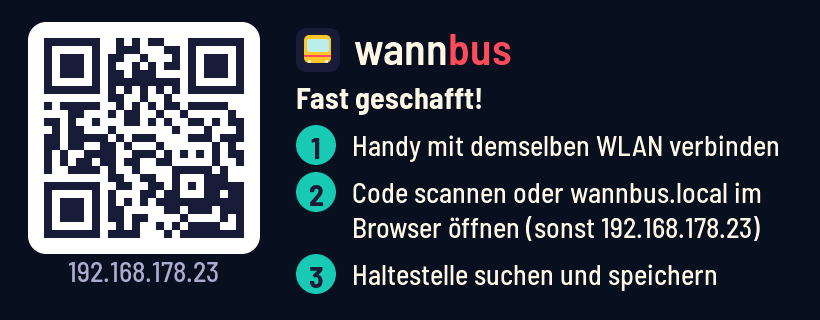 wannbus
Fast geschafft!
1 Handy mit demselben WLAN verbinden
2 Code scannen oder wannbus.local im
Browser öffnen (sonst 192.168.178.23)
3 Haltestelle suchen und speichern
192.168.178.23